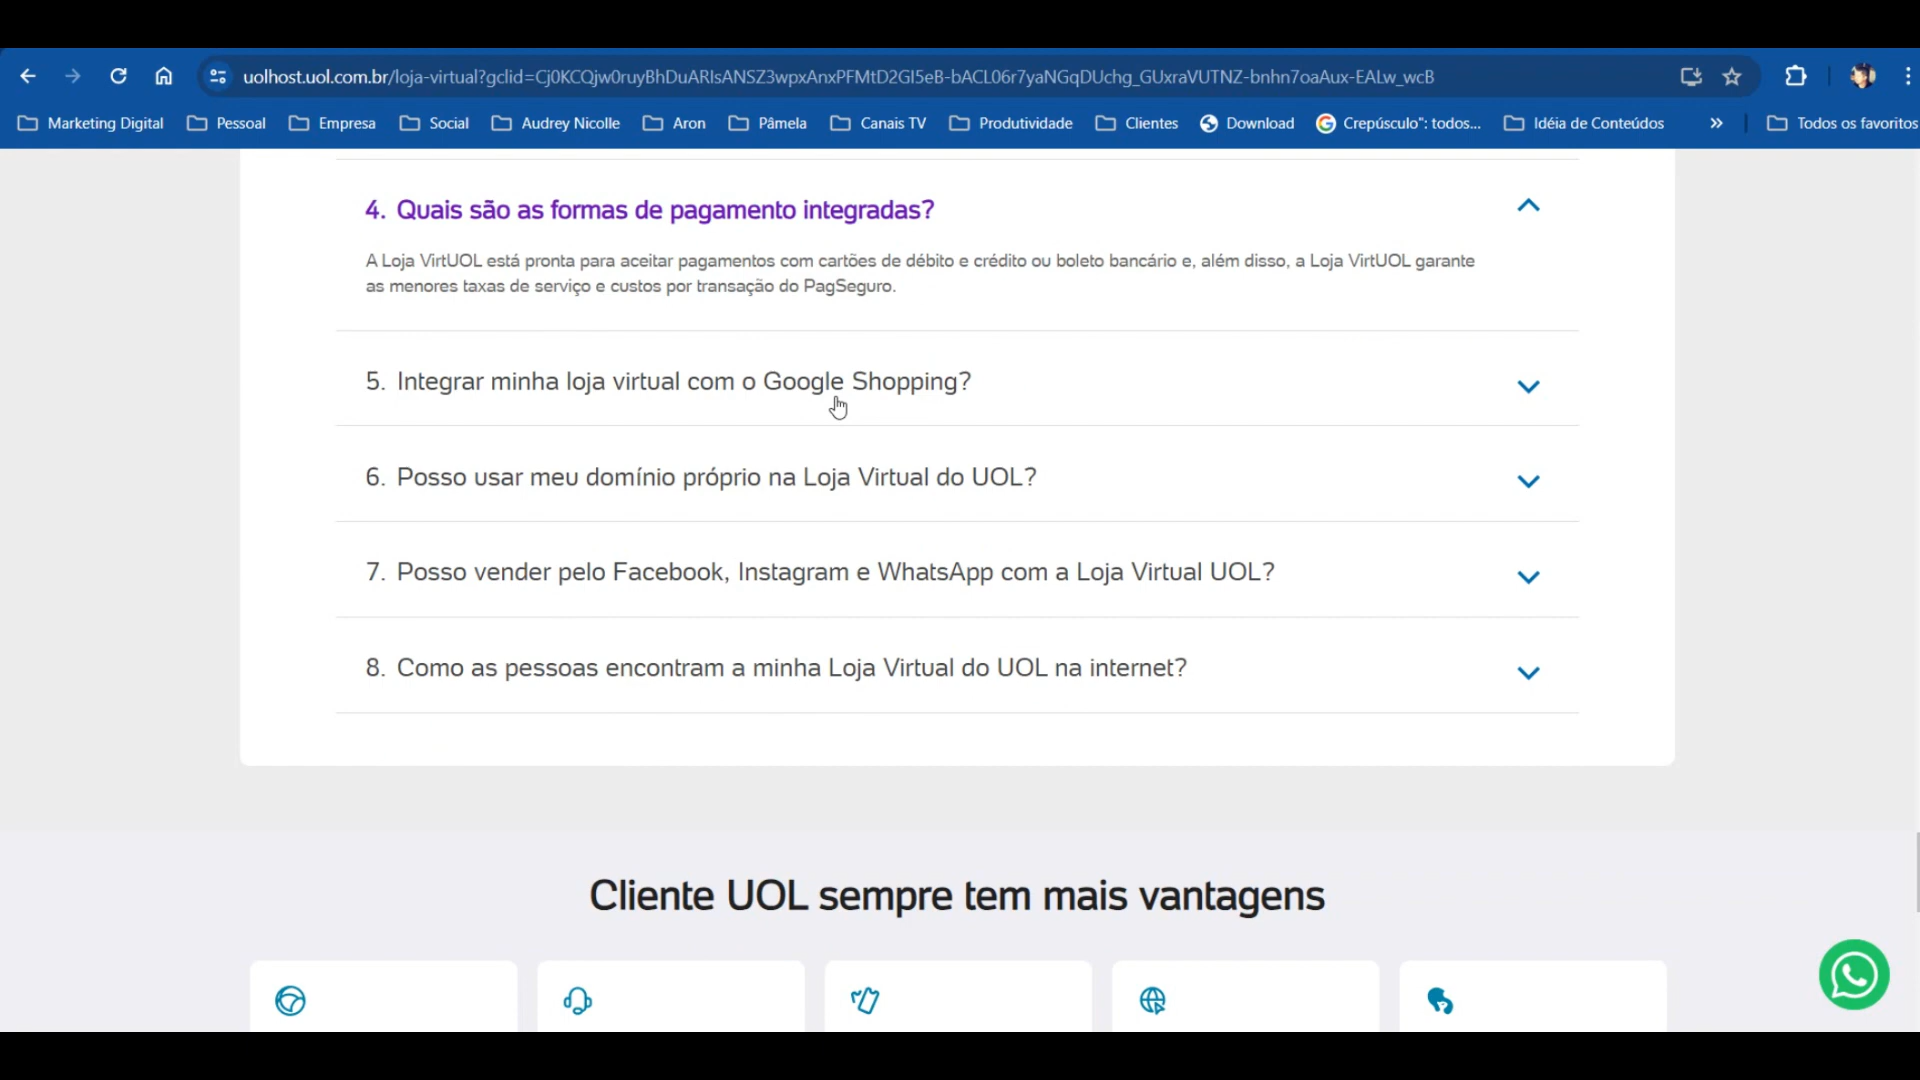 uolhost.uol.com.br/loja-virtual?gclid=Cj0KCQjw0ruyBhDuARIsANSZ3wpxAnxPFMtD2GI5eB-bACL06r7yaNGqDUchg_GUxraVUTNZ-bnhn7oaAux-EALw_wcB
Marketing Digital Pessoal Empresa Social Audrey Nicolle Aron Pâmela Canais TV Produtividade Clientes Download Crepúsculo": todos... Idéia de Conteúdos » Todos os favoritos
4. Quais são as formas de pagamento integradas?
A Loja VirtUOL está pronta para aceitar pagamentos com cartões de débito e crédito ou boleto bancário e, além disso, a Loja VirtUOL garante
as menores taxas de serviço e custos por transação do PagSeguro.
5. Integrar minha loja virtual com o Google Shopping?
6. Posso usar meu domínio próprio na Loja Virtual do UOL?
7. Posso vender pelo Facebook, Instagram e WhatsApp com a Loja Virtual UOL?
8. Como as pessoas encontram a minha Loja Virtual do UOL na internet?
Cliente UOL sempre tem mais vantagens